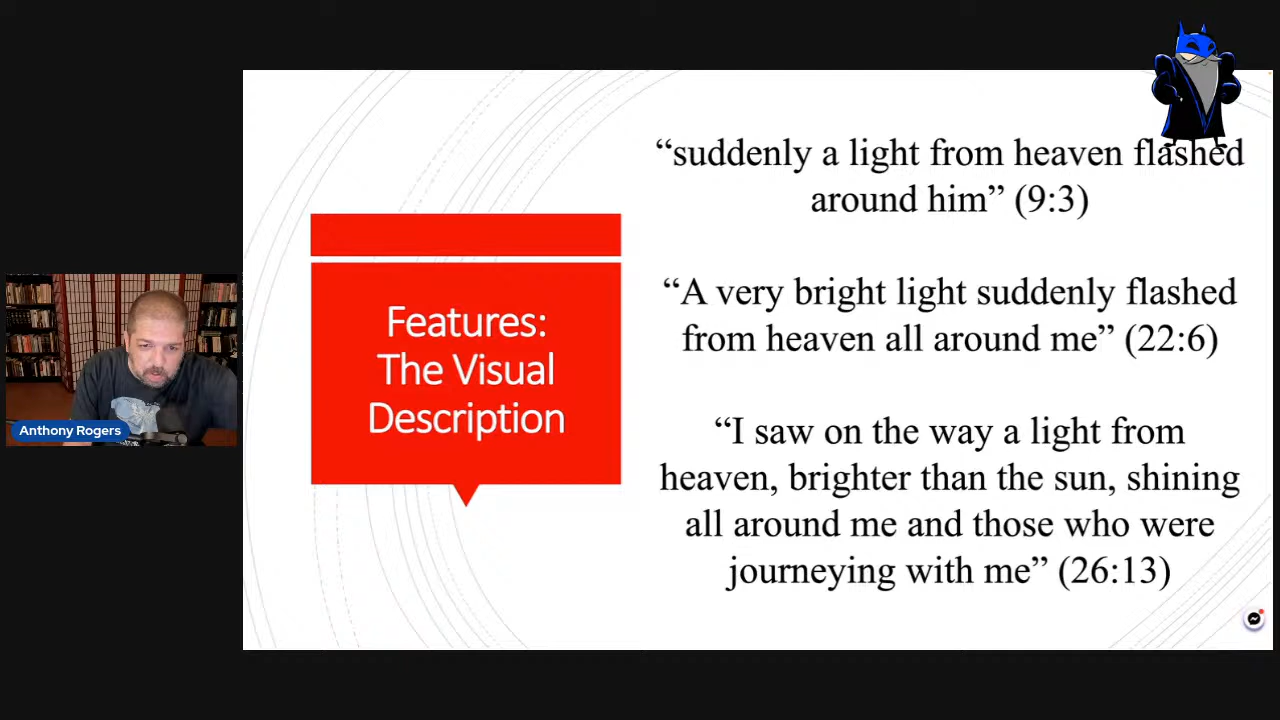 “suddenly a light from heaven flashed
around him” (9:3)
Features:
The Visual
Description
“A very bright light suddenly flashed
from heaven all around me” (22:6)
“I saw on the way a light from
heaven, brighter than the sun, shining
all around me and those who were
journeying with me” (26:13)
Anthony Rogers